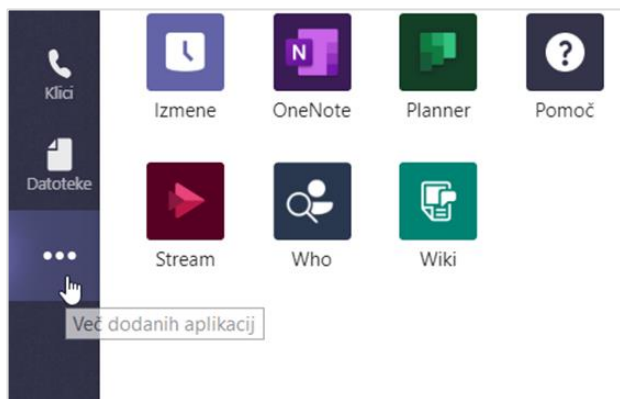 Klici
Datoteke
Več dodanih aplikacij
Izmene OneNote Planner Pomoč
Stream Who Wiki